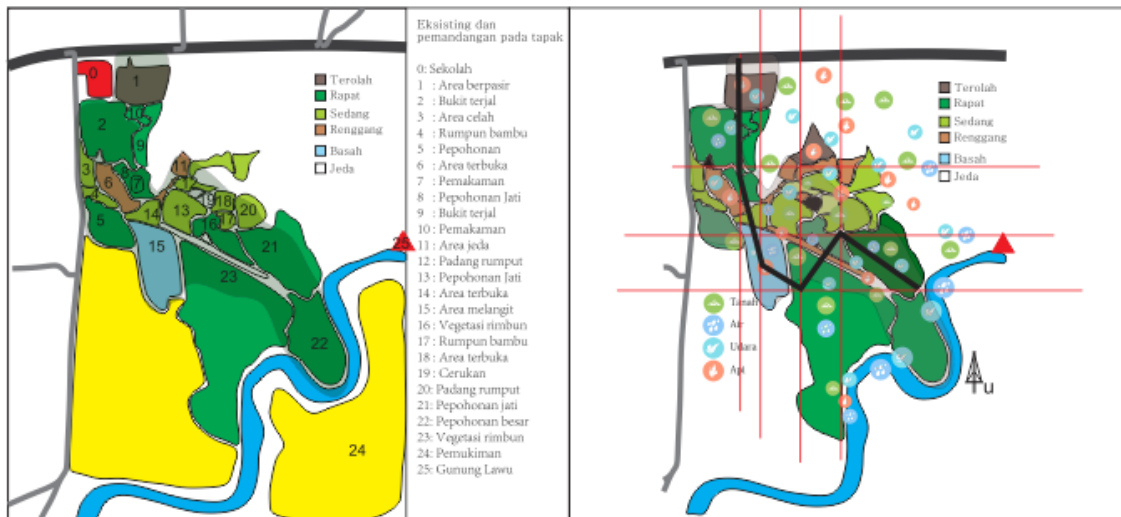 Eksisting dan
pemandangan pada tapak
0: Sekolah
1 : Area berpasir
2 : Bukit terjal
3 : Area celah
4 : Rumpun bambu
5 : Pepohonan
6 : Area terbuka
7 : Pemakaman
8 : Pepohonan Jati
9 : Bukit terjal
10 : Pemakaman
11 : Area jeda
12 : Padang rumput
13 : Pepohonan Jati
14 : Area terbuka
15 : Area melangit
16 : Vegetasi rimbun
17 : Rumpun bambu
18 : Area terbuka
19 : Cerukan
20: Padang rumput
21: Pepohonan jati
22: Pepohonan besar
23: Vegetasi rimbun
24: Pemukiman
25: Gunung Lawu
Terolah
Rapat
Sedang
Renggang
Basah
Jeda
0
1
2
10
9
3
6
8
7
11
5
14
13
19
18
17
16
20
15
21
23
25
22
24
Terolah
Rapat
Sedang
Renggang
Basah
Jeda
Tanah
Air
Udara
Api
u